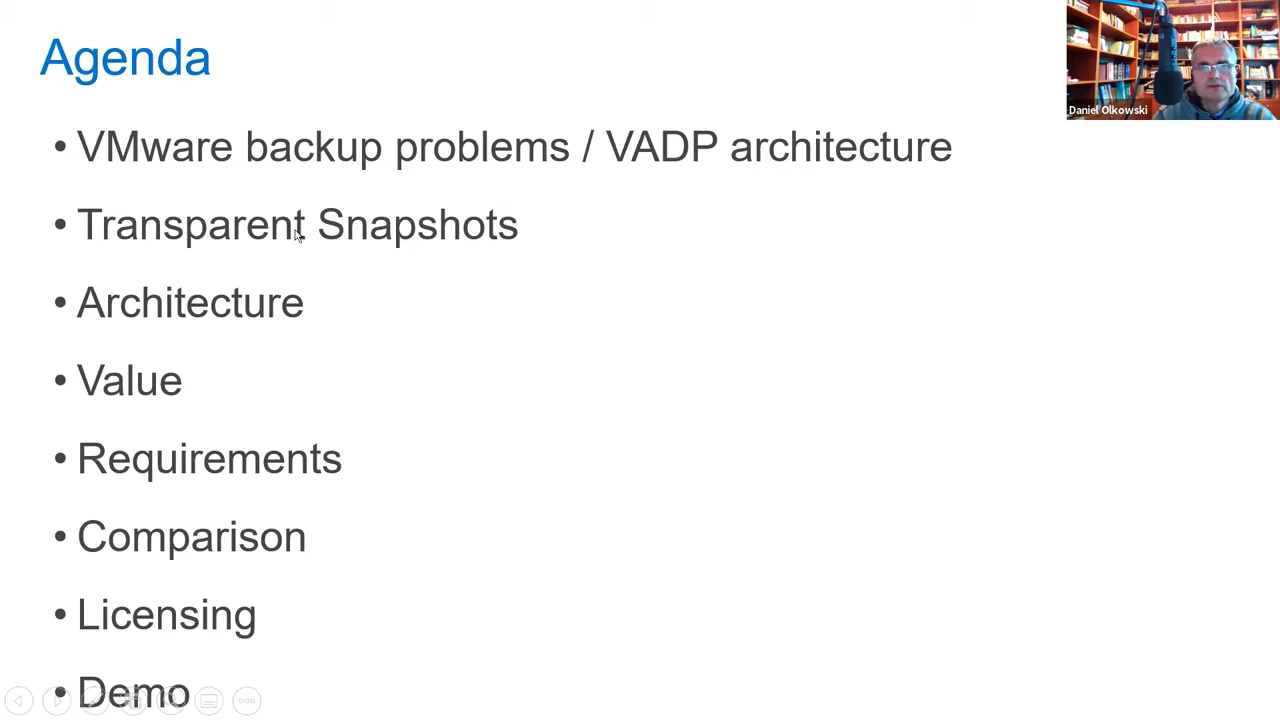 Agenda
Daniel Olkowski
• VMware backup problems / VADP architecture
• Transparent Snapshots
• Architecture
• Value
• Requirements
• Comparison
• Licensing
• Demo